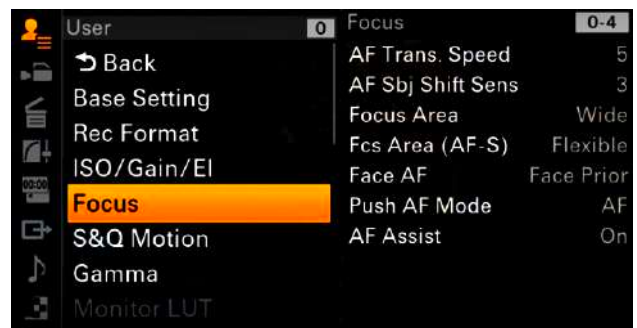 User 0
Back
Base Setting
Rec Format
ISO/Gain/EI
Focus
S&Q Motion
Gamma
Monitor LUT
00:00
Focus 0-4
AF Trans. Speed 5
AF Sbj Shift Sens 3
Focus Area Wide
Fcs Area (AF-S) Flexible
Face AF Face Prior
Push AF Mode AF
AF Assist On